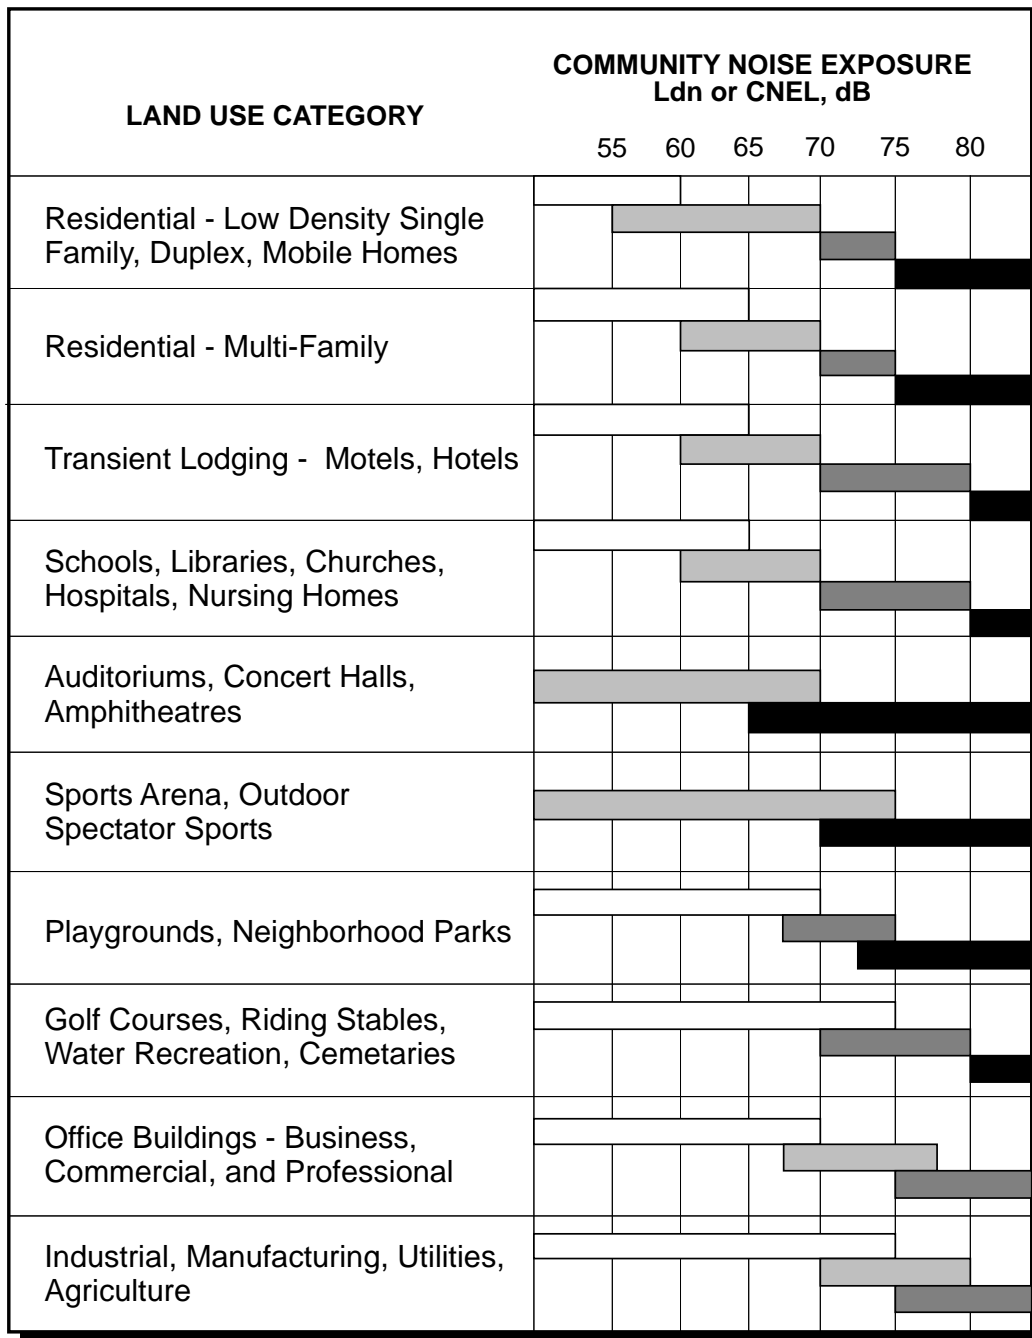 COMMUNITY NOISE EXPOSURE
Ldn or CNEL, dB
LAND USE CATEGORY
55 60 65 70 75 80
Residential - Low Density Single
Family, Duplex, Mobile Homes
Residential - Multi-Family
Transient Lodging - Motels, Hotels
Schools, Libraries, Churches,
Hospitals, Nursing Homes
Auditoriums, Concert Halls,
Amphitheatres
Sports Arena, Outdoor
Spectator Sports
Playgrounds, Neighborhood Parks
Golf Courses, Riding Stables,
Water Recreation, Cemetaries
Office Buildings - Business,
Commercial, and Professional
Industrial, Manufacturing, Utilities,
Agriculture